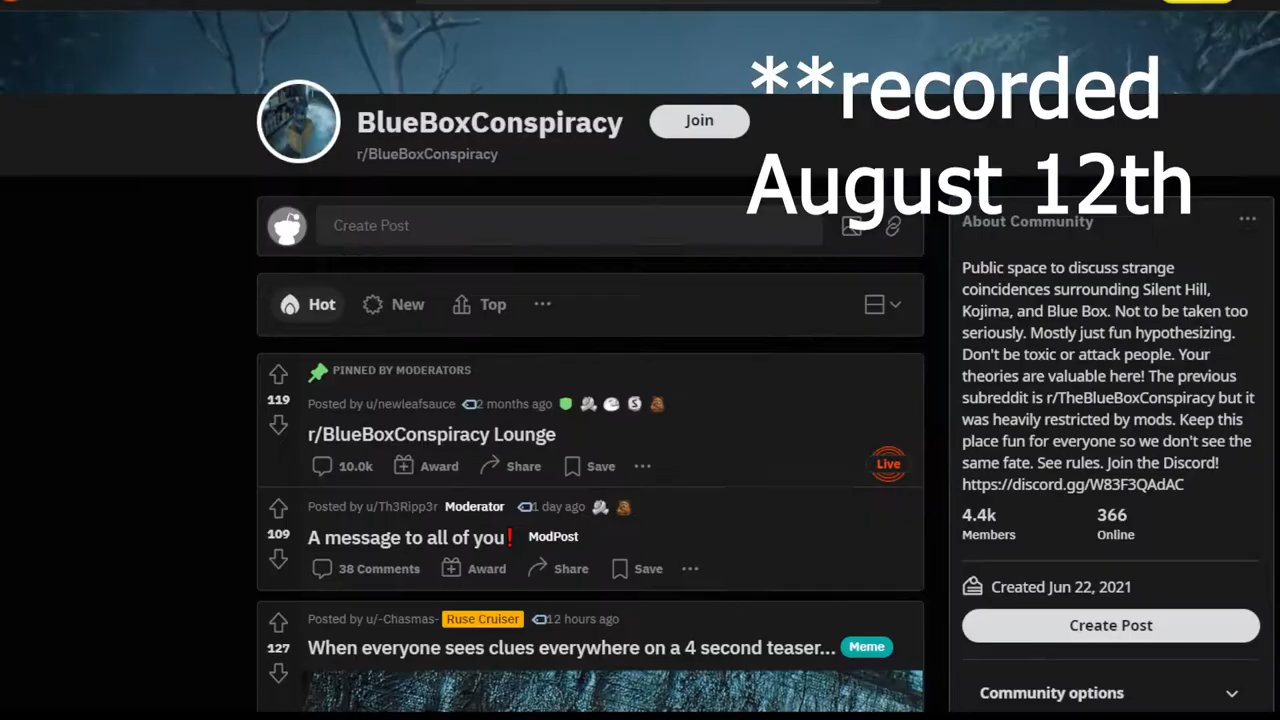 **recorded
August 12th
BlueBoxConspiracy
Join
r/BlueBoxConspiracy
Create Post
Hot
New
Top
PINNED BY MODERATORS
119
Posted by u/newleafsauce 2 months ago
r/BlueBoxConspiracy Lounge
10.0k
Award
Share
Save
Live
109
Posted by u/Th3Ripp3r Moderator 1 day ago
A message to all of you❗ ModPost
38 Comments
Award
Share
Save
127
Posted by u/-Chasmas- Ruse Cruiser 12 hours ago
When everyone sees clues everywhere on a 4 second teaser... Meme
About Community
Public space to discuss strange
coincidences surrounding Silent Hill,
Kojima, and Blue Box. Not to be taken too
seriously. Mostly just fun hypothesizing.
Don't be toxic or attack people. Your
theories are valuable here! The previous
subreddit is r/TheBlueBoxConspiracy but it
was heavily restricted by mods. Keep this
place fun for everyone so we don't see the
same fate. See rules. Join the Discord!
https://discord.gg/W83F3QAdAC
4.4k 366
Members Online
Created Jun 22, 2021
Create Post
Community options